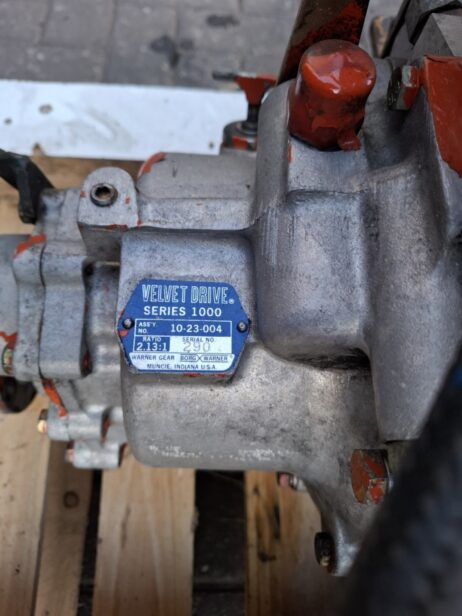 VELVET DRIVE®
SERIES 1000
ASS'Y. NO. 10-23-004
RATIO SERIAL NO.
2.13:1 290
WARNER GEAR BORG WARNER
MUNCIE, INDIANA U.S.A.